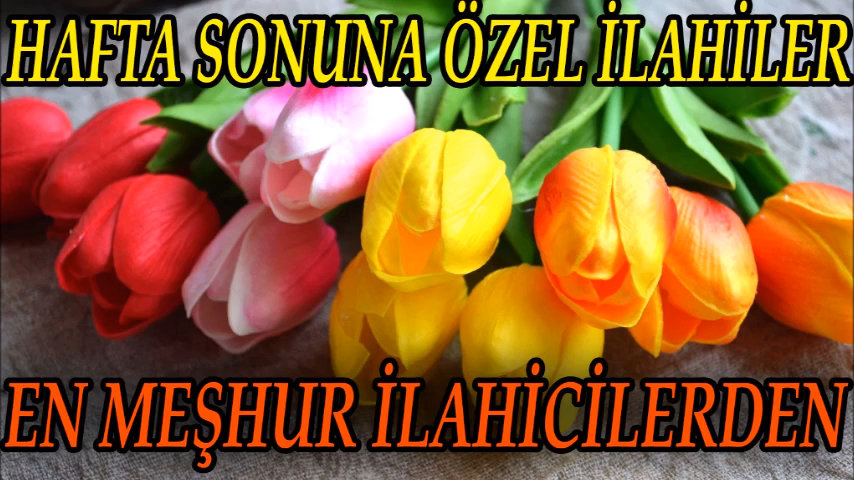 HAFTA SONUNA ÖZEL İLAHİLER
EN MEŞHUR İLAHİCİLERDEN